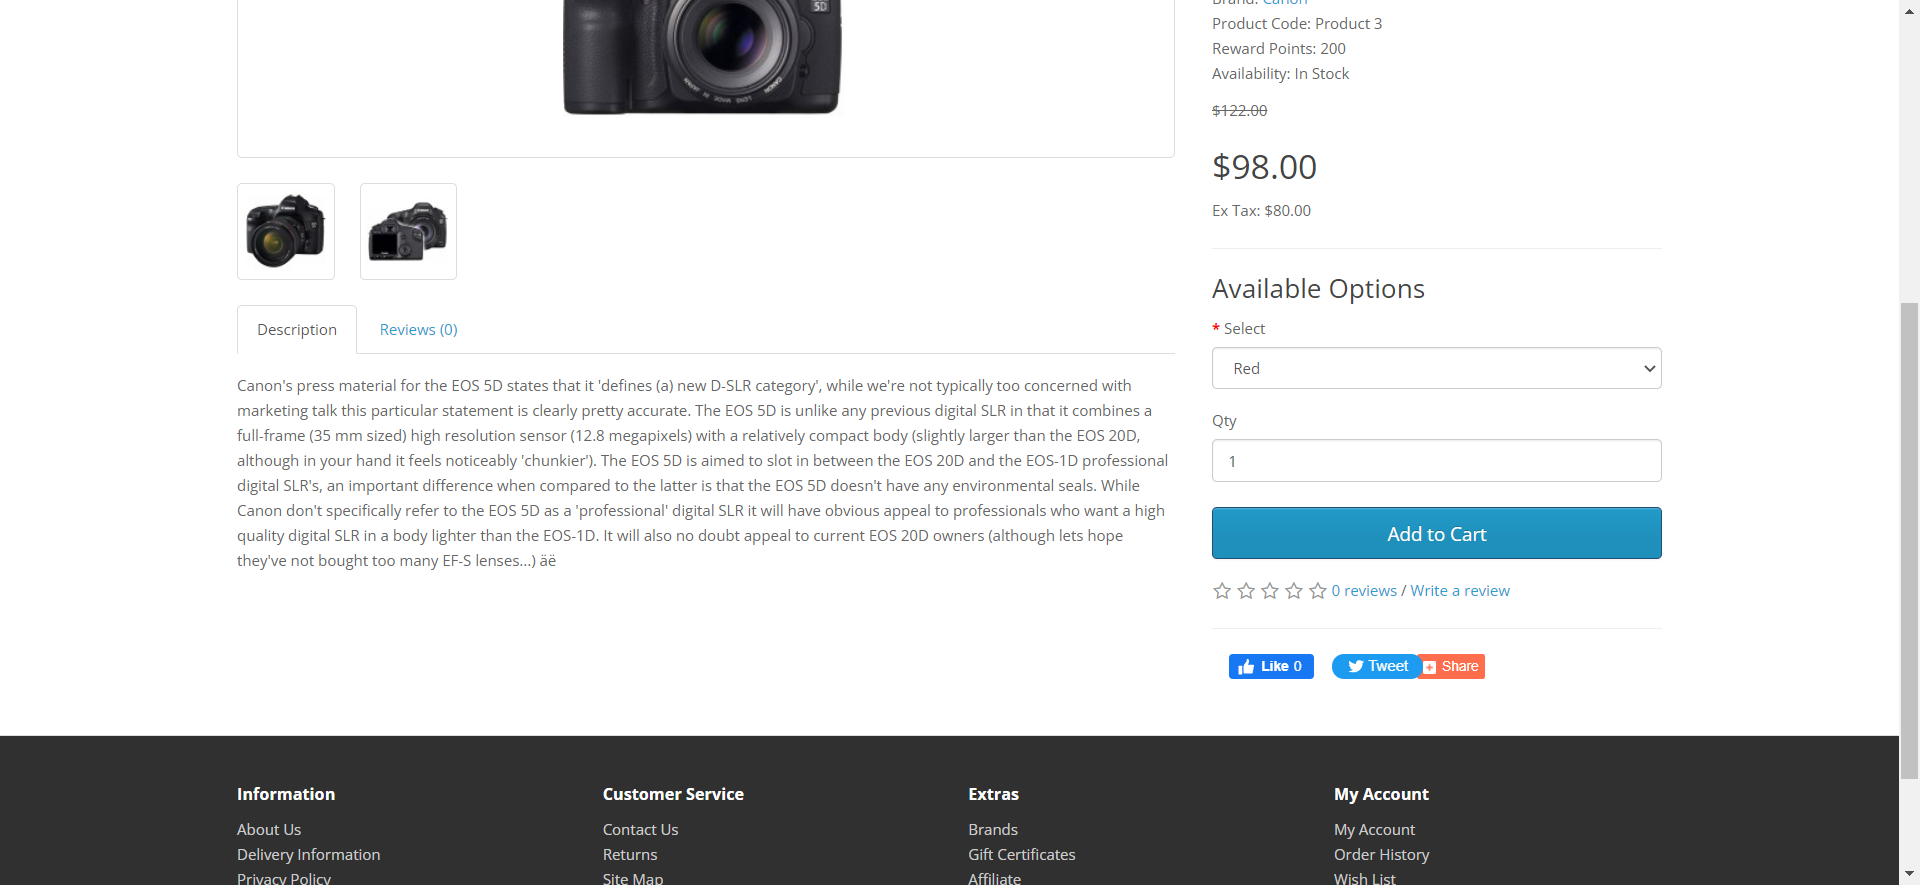 5D
CANON LENS MADE IN JAPAN
Product Code: Product 3
Reward Points: 200
Availability: In Stock
$122.00
$98.00
Ex Tax: $80.00
Available Options
* Select
Red
Qty
1
Add to Cart
0 reviews / Write a review
Like 0
Tweet
Share
Description
Reviews (0)
Canon's press material for the EOS 5D states that it 'defines (a) new D-SLR category', while we're not typically too concerned with
marketing talk this particular statement is clearly pretty accurate. The EOS 5D is unlike any previous digital SLR in that it combines a
full-frame (35 mm sized) high resolution sensor (12.8 megapixels) with a relatively compact body (slightly larger than the EOS 20D,
although in your hand it feels noticeably 'chunkier'). The EOS 5D is aimed to slot in between the EOS 20D and the EOS-1D professional
digital SLR's, an important difference when compared to the latter is that the EOS 5D doesn't have any environmental seals. While
Canon don't specifically refer to the EOS 5D as a 'professional' digital SLR it will have obvious appeal to professionals who want a high
quality digital SLR in a body lighter than the EOS-1D. It will also no doubt appeal to current EOS 20D owners (although lets hope
they've not bought too many EF-S lenses...) äë
Information
About Us
Delivery Information
Privacy Policy
Customer Service
Contact Us
Returns
Site Map
Extras
Brands
Gift Certificates
Affiliate
My Account
My Account
Order History
Wish List